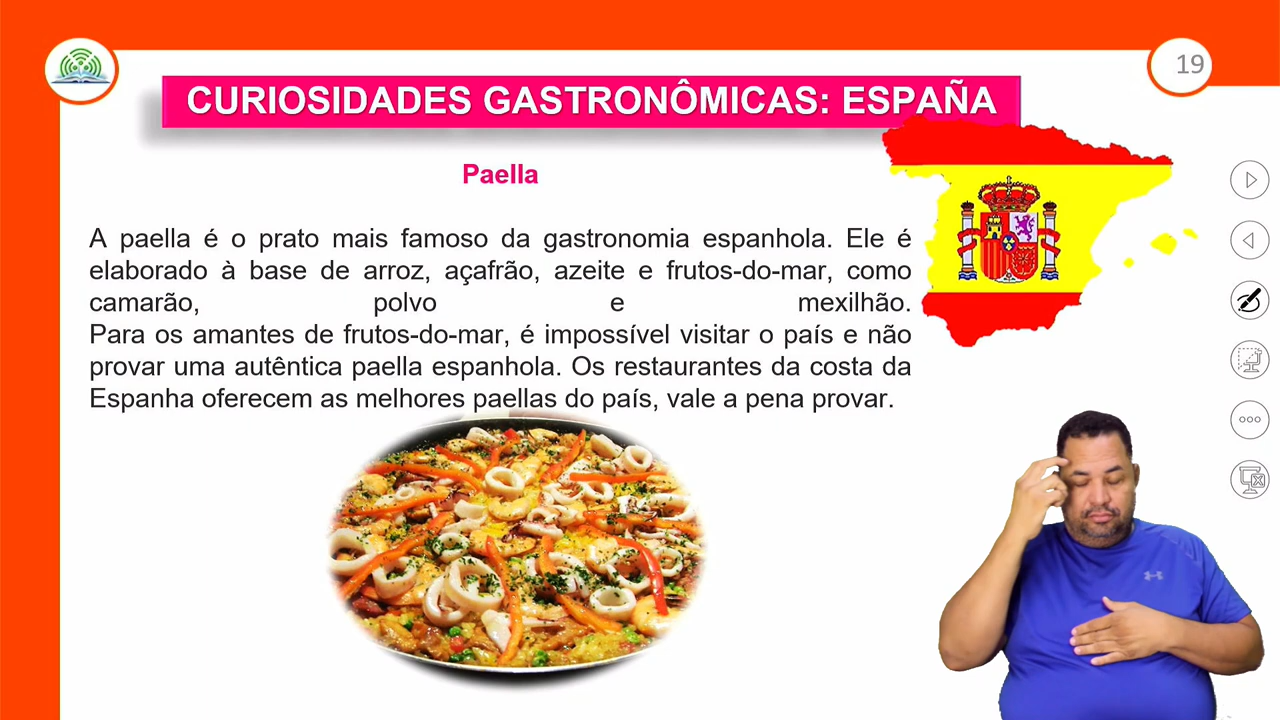 19
CURIOSIDADES GASTRONÔMICAS: ESPAÑA
Paella
A paella é o prato mais famoso da gastronomia espanhola. Ele é
elaborado à base de arroz, açafrão, azeite e frutos-do-mar, como
camarão, polvo e mexilhão.
Para os amantes de frutos-do-mar, é impossível visitar o país e não
provar uma autêntica paella espanhola. Os restaurantes da costa da
Espanha oferecem as melhores paellas do país, vale a pena provar.